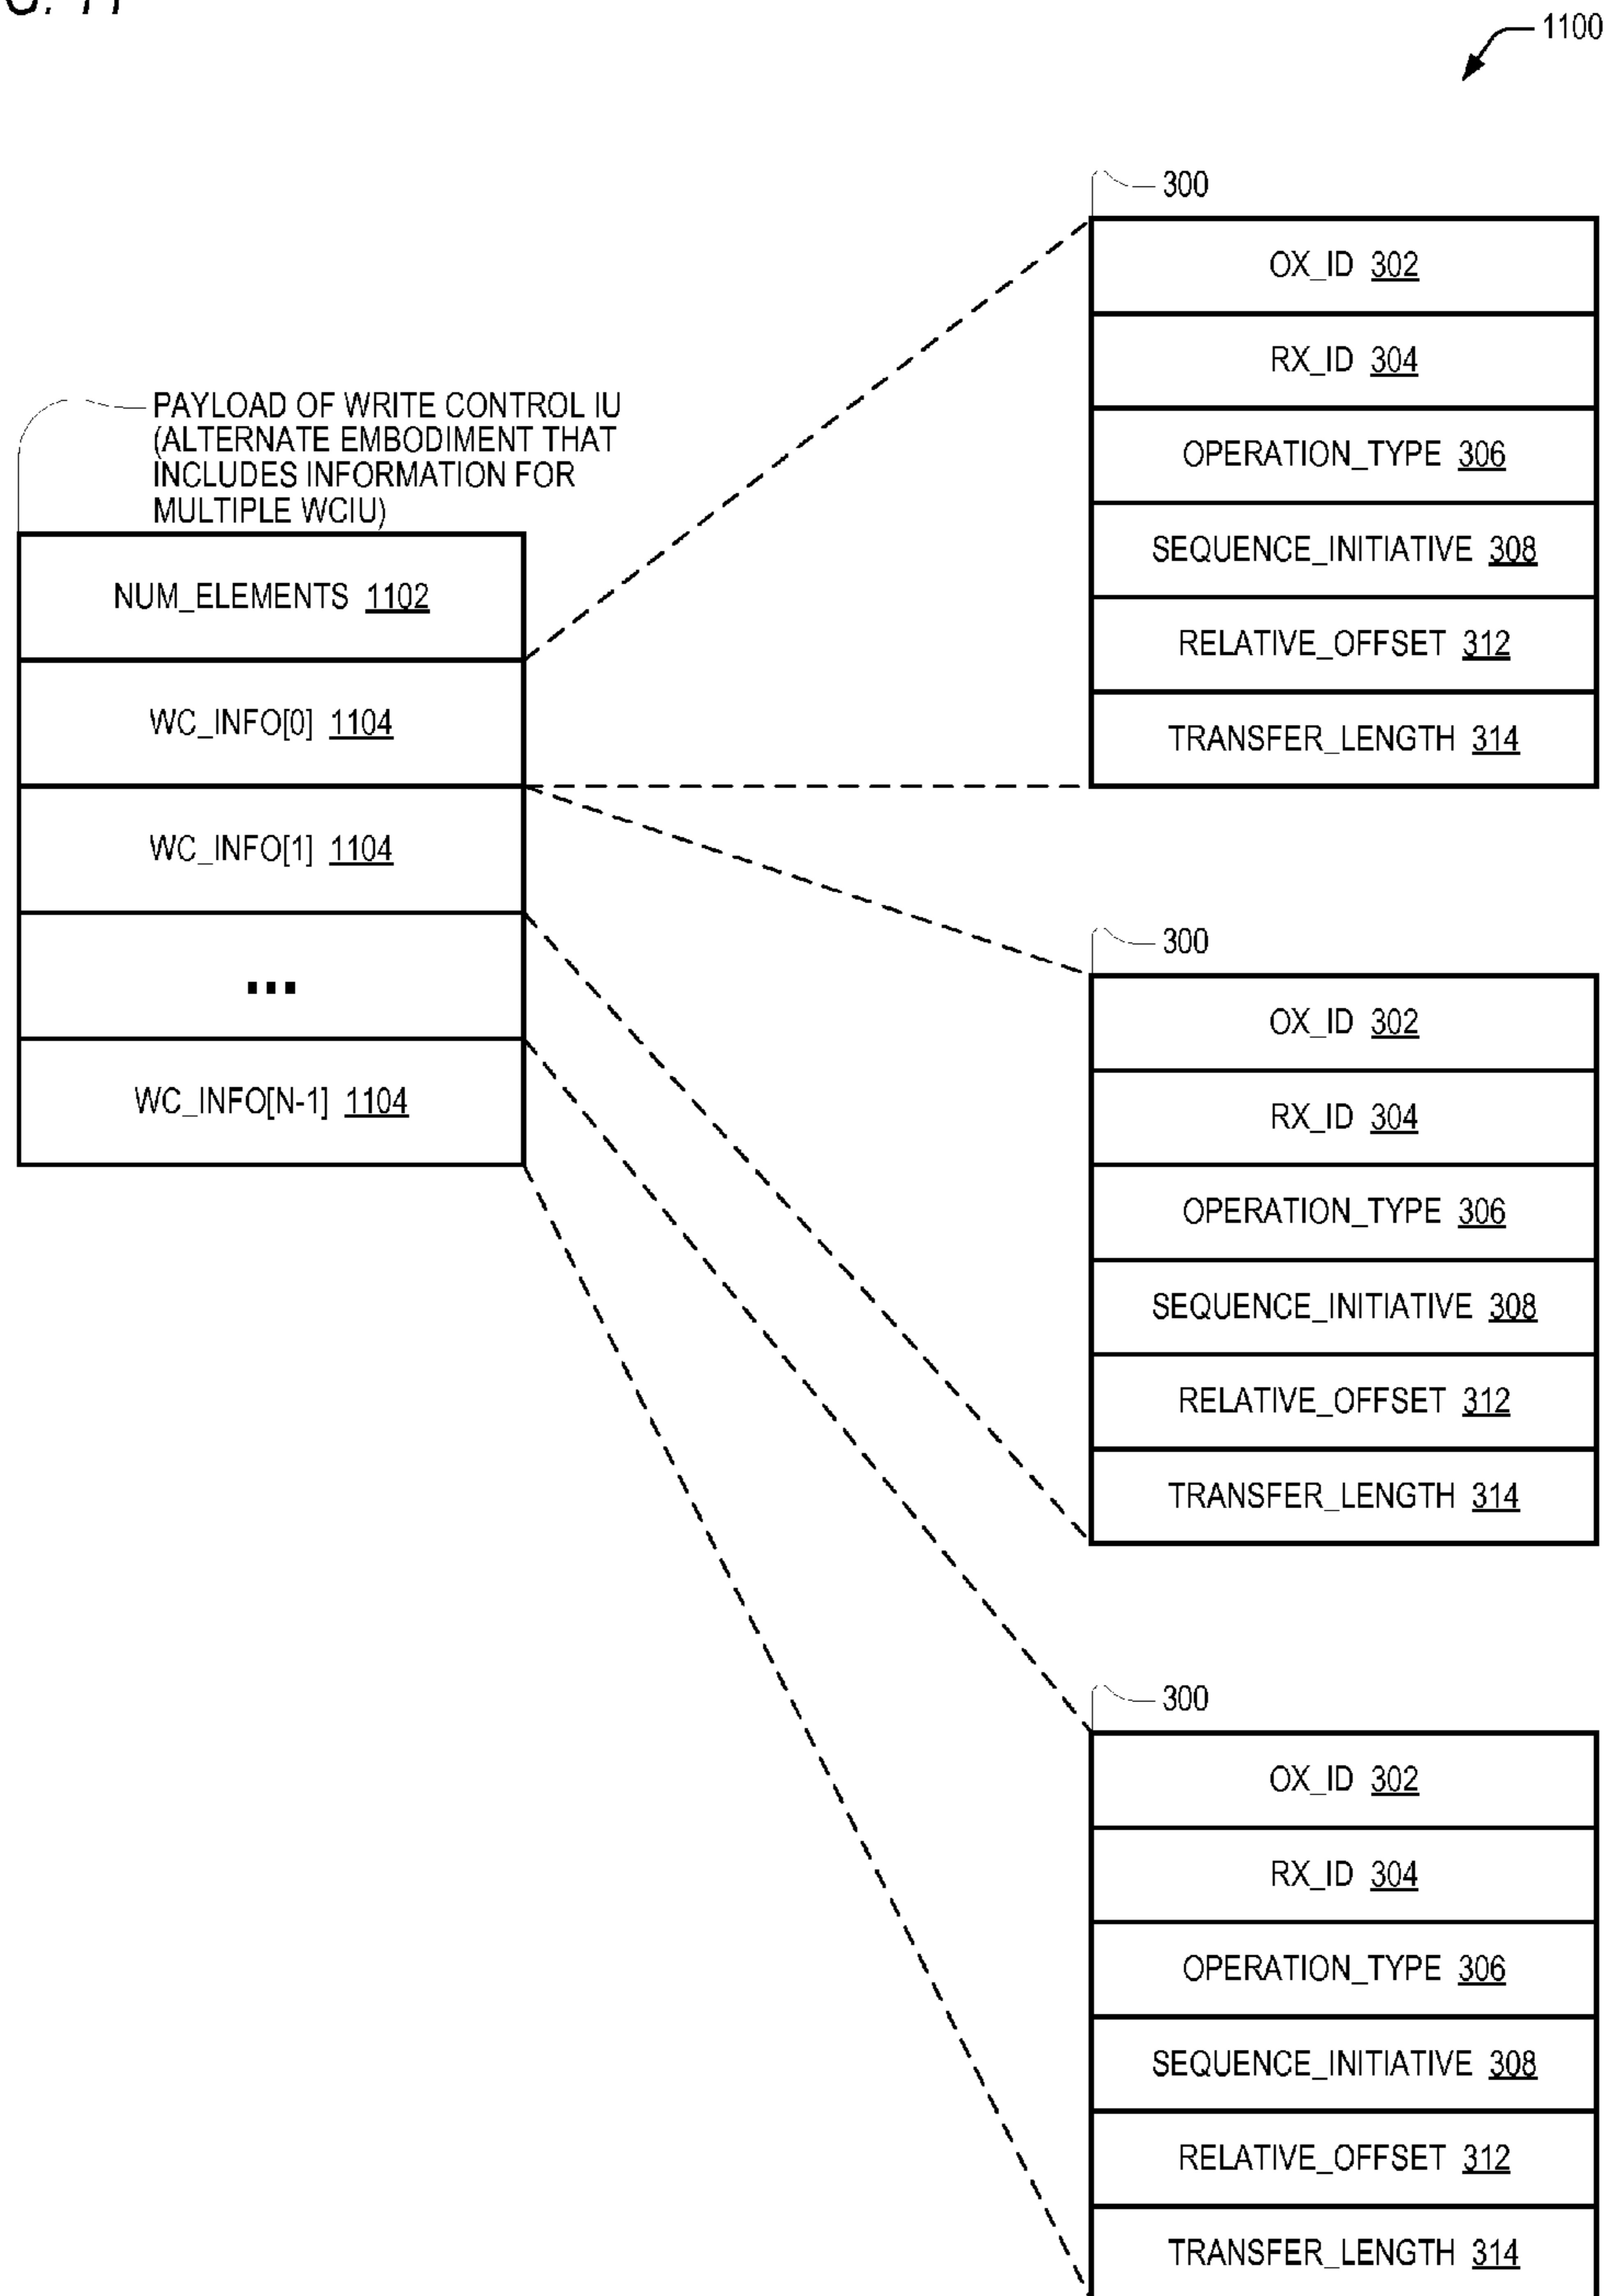 1100
PAYLOAD OF WRITE CONTROL IU
(ALTERNATE EMBODIMENT THAT
INCLUDES INFORMATION FOR
MULTIPLE WCIU)
NUM_ELEMENTS 1102
WC_INFO[0] 1104
WC_INFO[1] 1104
...
WC_INFO[N-1] 1104
300
OX_ID 302
RX_ID 304
OPERATION_TYPE 306
SEQUENCE_INITIATIVE 308
RELATIVE_OFFSET 312
TRANSFER_LENGTH 314
300
OX_ID 302
RX_ID 304
OPERATION_TYPE 306
SEQUENCE_INITIATIVE 308
RELATIVE_OFFSET 312
TRANSFER_LENGTH 314
300
OX_ID 302
RX_ID 304
OPERATION_TYPE 306
SEQUENCE_INITIATIVE 308
RELATIVE_OFFSET 312
TRANSFER_LENGTH 314